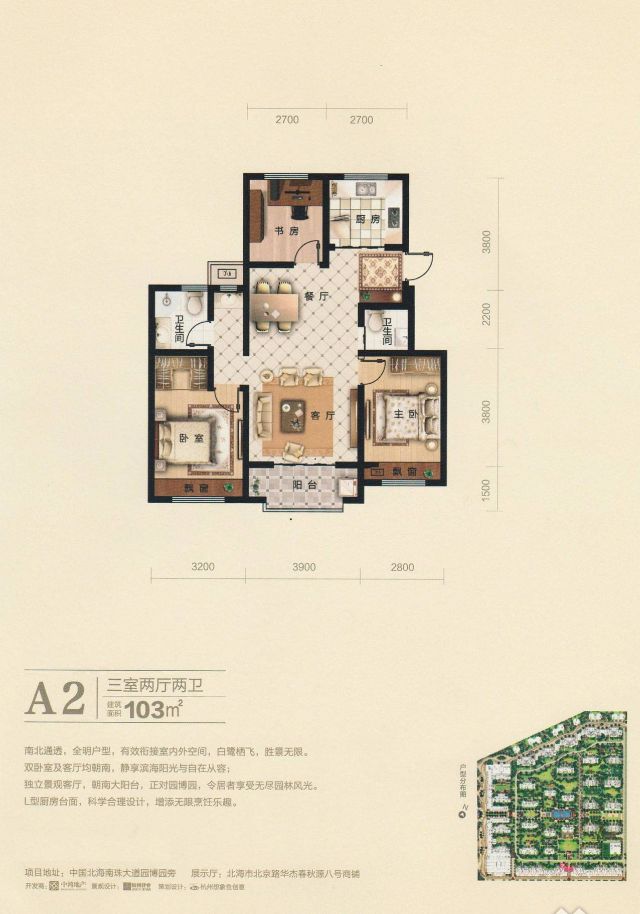 2700 2700
书房
厨房
3800
餐厅
卫生间
卫生间
2200
客厅
主卧
卧室
3800
飘窗
飘窗
阳台
1500
3200 3900 2800
A2
三室两厅两卫
建筑面积 103m²
南北通透，全明户型，有效衔接室内外空间，白鹭栖飞，胜景无限。
双卧室及客厅均朝南，静享滨海阳光与自在从容；
独立景观客厅，朝南大阳台，正对园博园，令居者享受无尽园林风光。
L型厨房台面，科学合理设计，增添无限烹饪乐趣。
户型分布图
N
项目地址：中国北海南珠大道园博园旁 展示厅：北海市北京路华杰春秋源八号商铺
开发商： 中鸿地产 景观设计： 策划设计： 杭州想象鱼创意